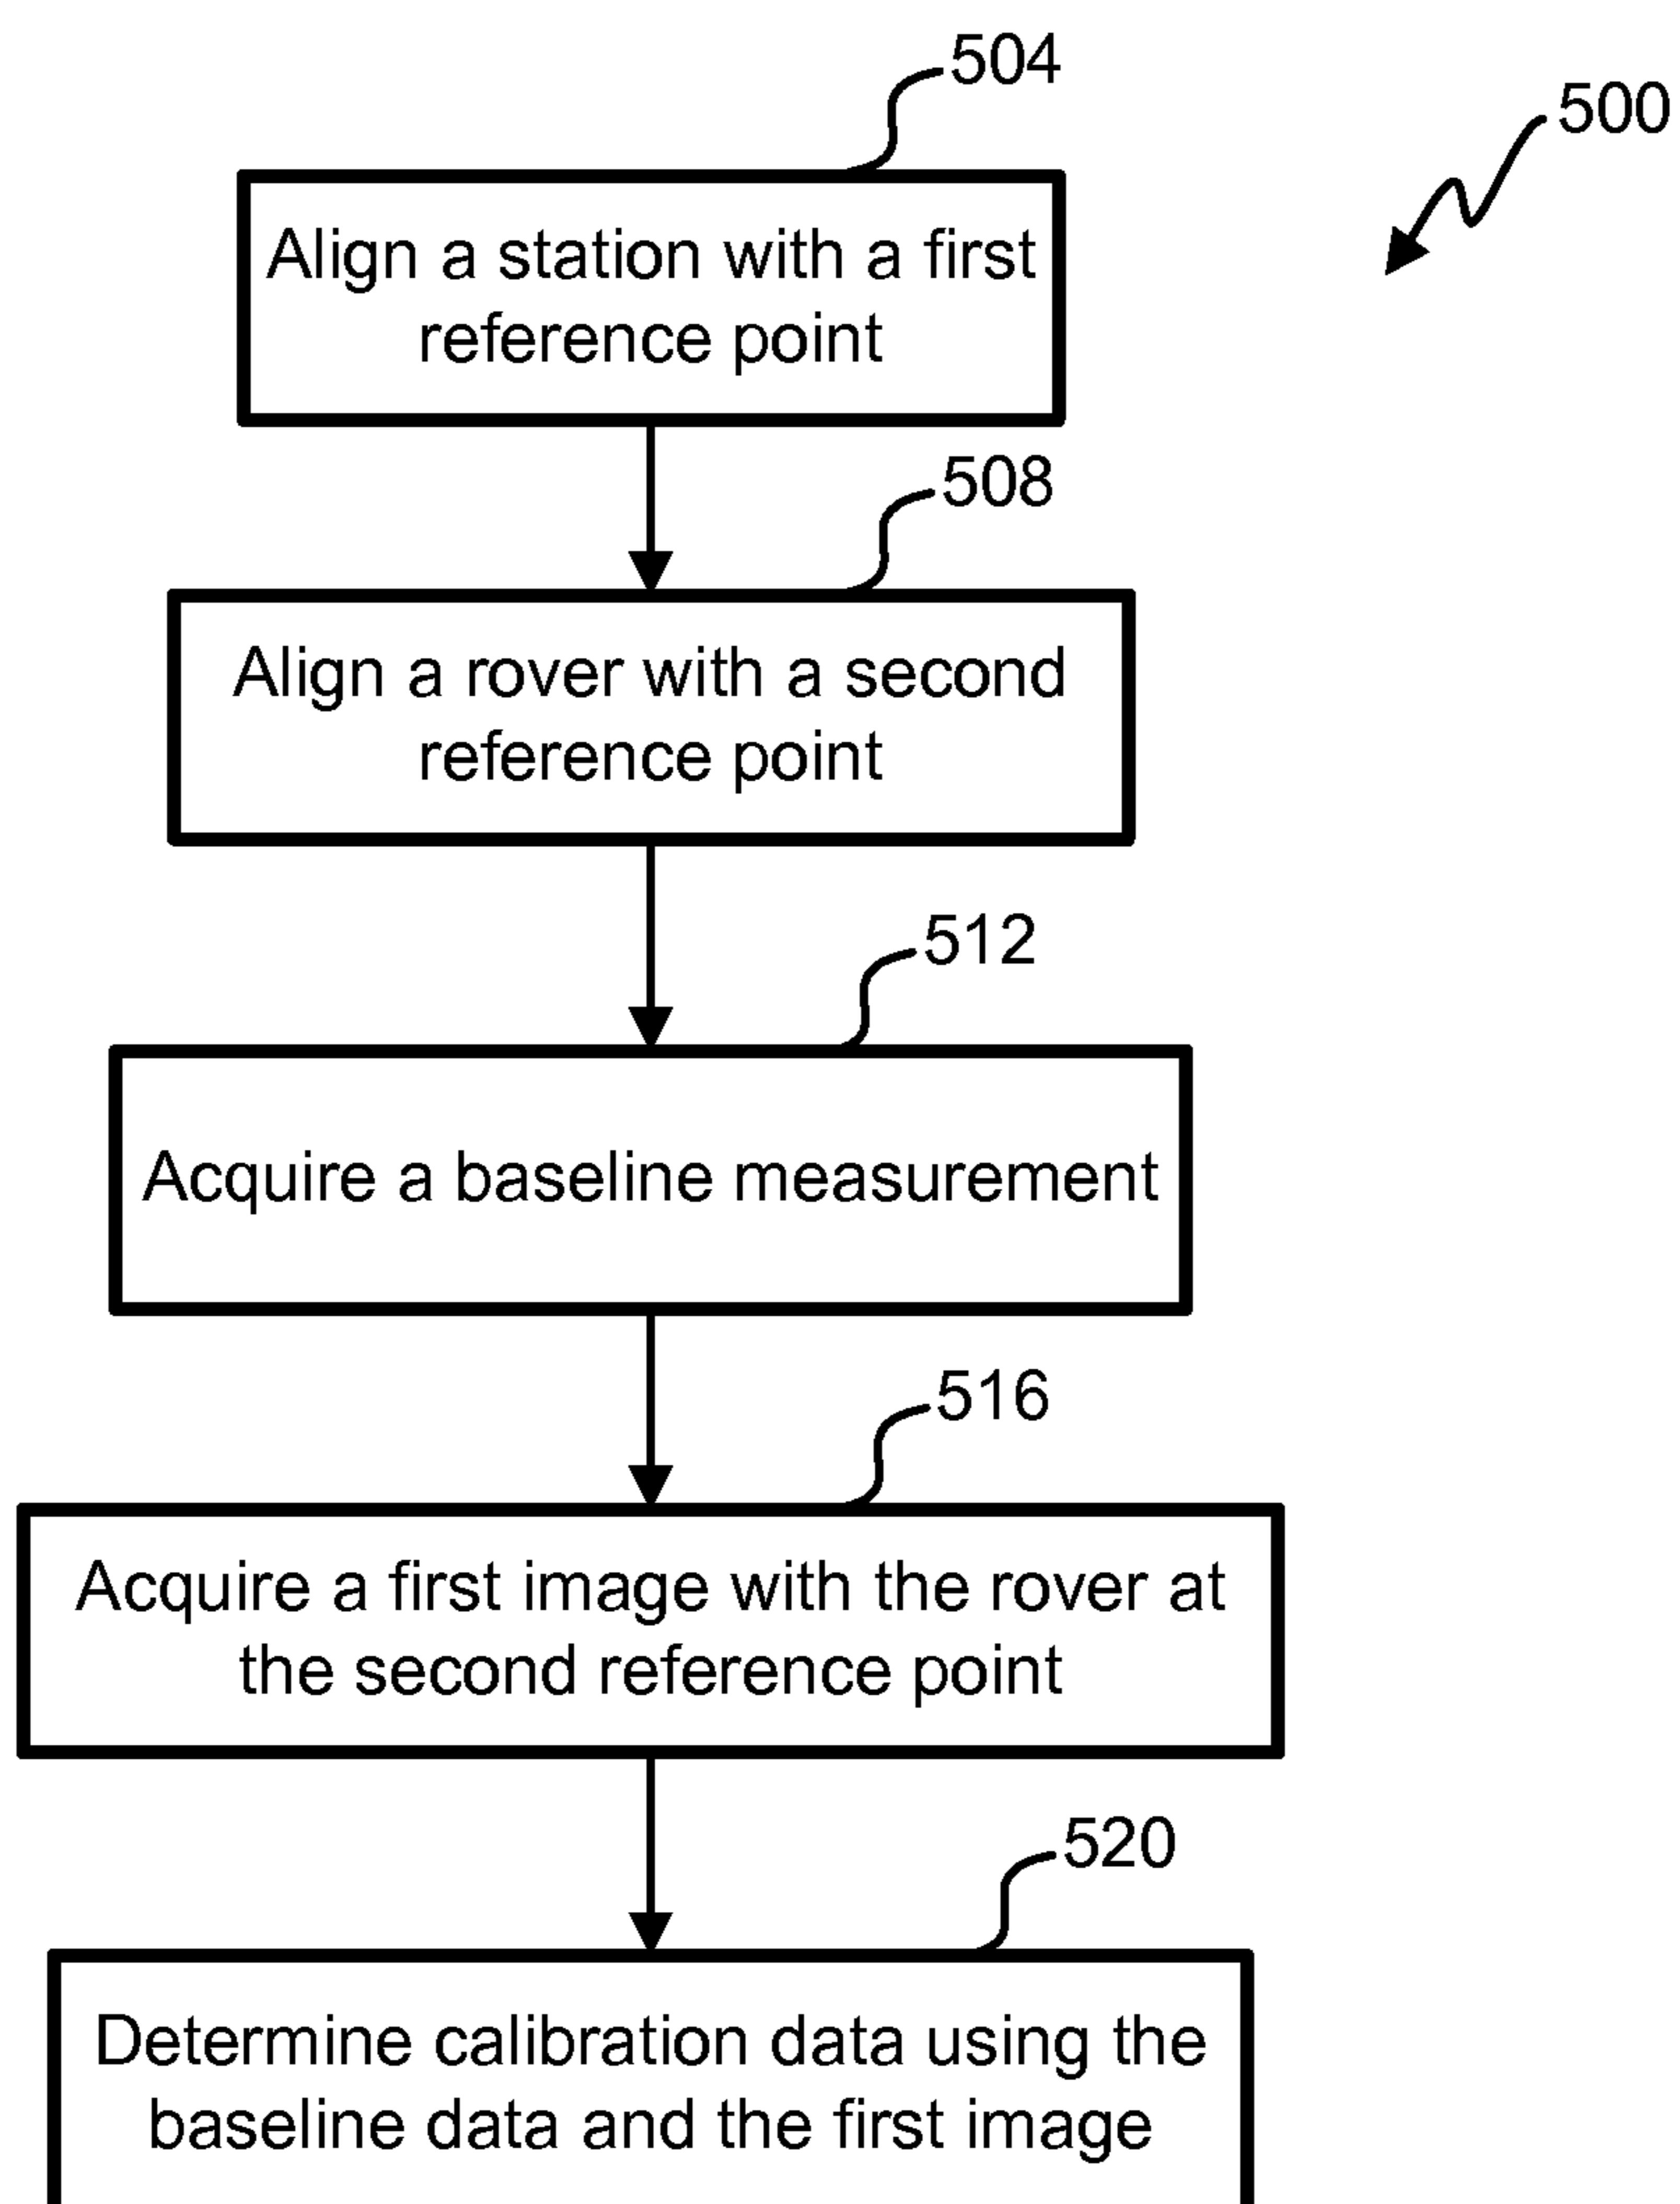 504
500
Align a station with a first
reference point
508
Align a rover with a second
reference point
512
Acquire a baseline measurement
516
Acquire a first image with the rover at
the second reference point
520
Determine calibration data using the
baseline data and the first image